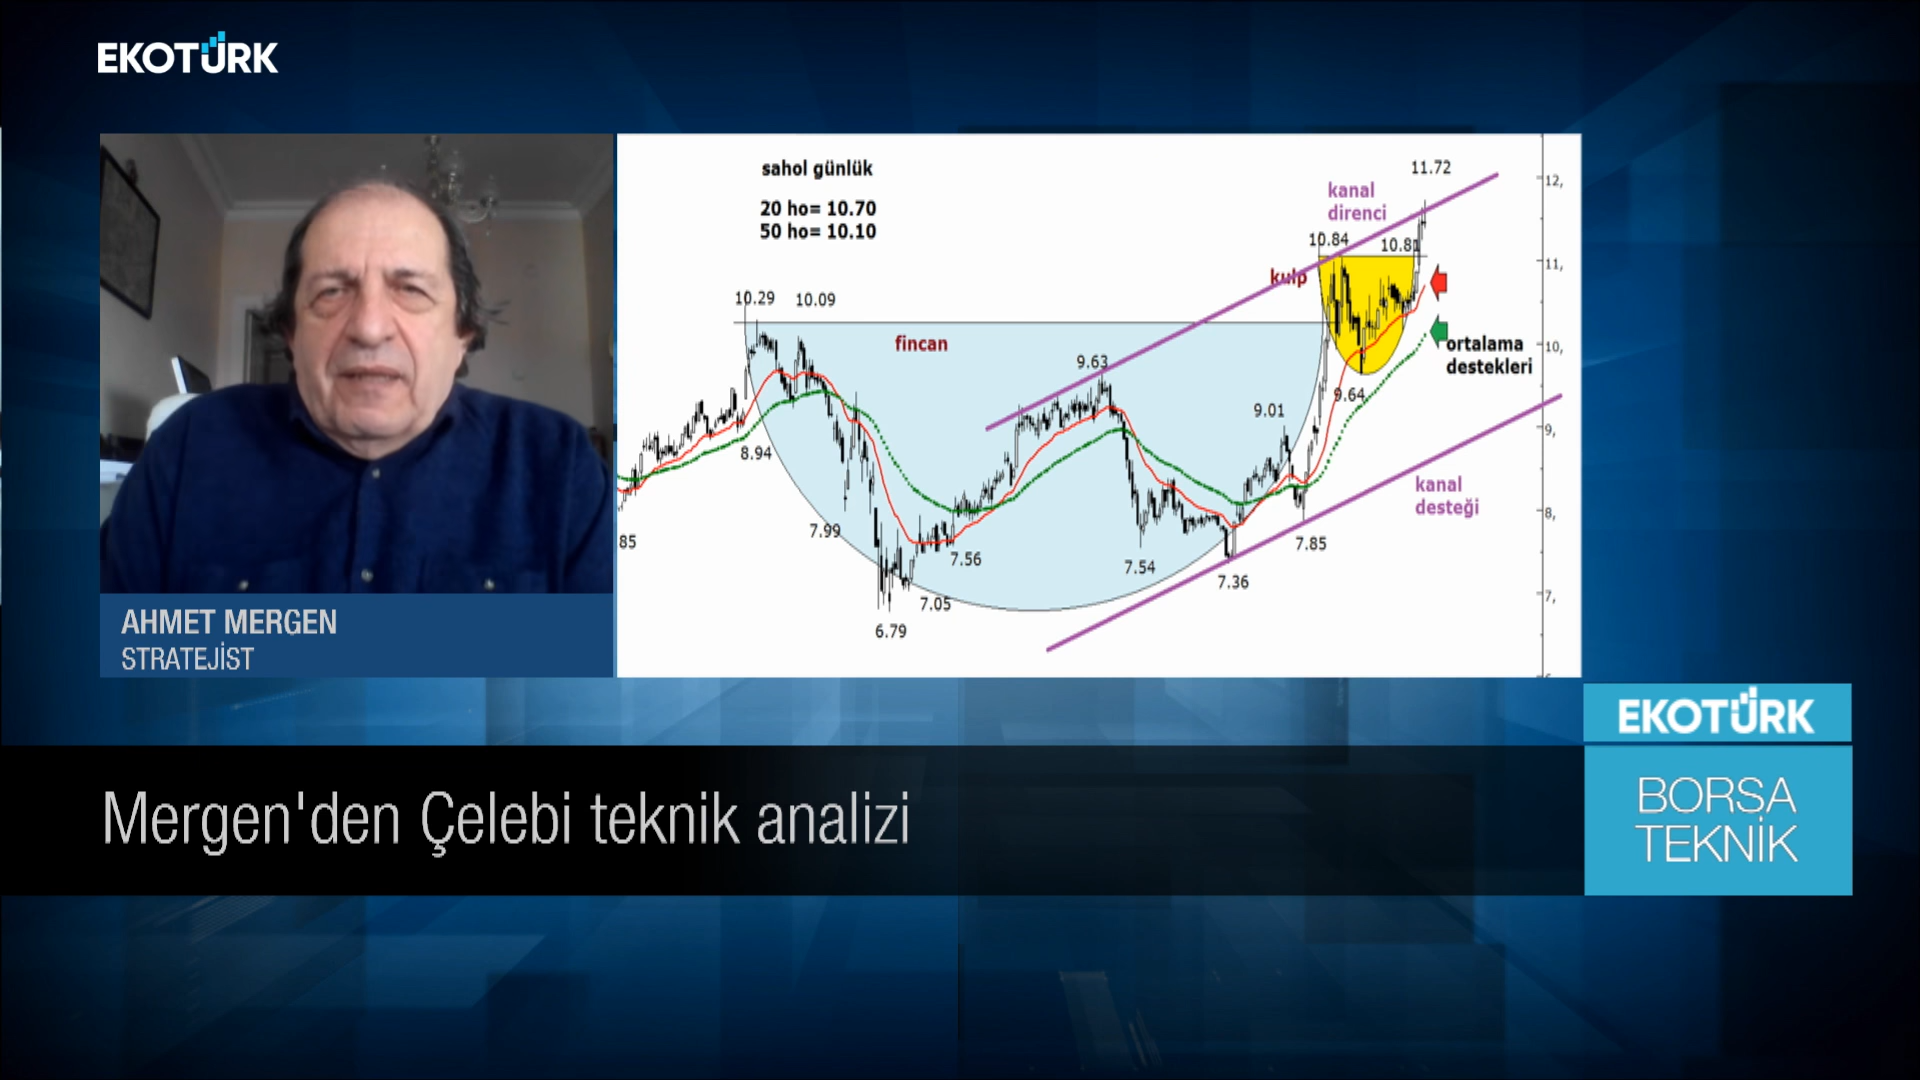 EKOTÜRK
sahol günlük
20 ho= 10.70
50 ho= 10.10
11.72
kanal
direnci
10.84
10.81
kulp
10.29
10.09
fincan
9.63
9.01
9.64
ortalama
destekleri
8.94
7.99
85
7.56
7.05
6.79
7.54
7.36
7.85
kanal
desteği
12,
11,
10,
9,
8,
7,
AHMET MERGEN
STRATEJİST
EKOTÜRK
BORSA
TEKNİK
Mergen'den Çelebi teknik analizi